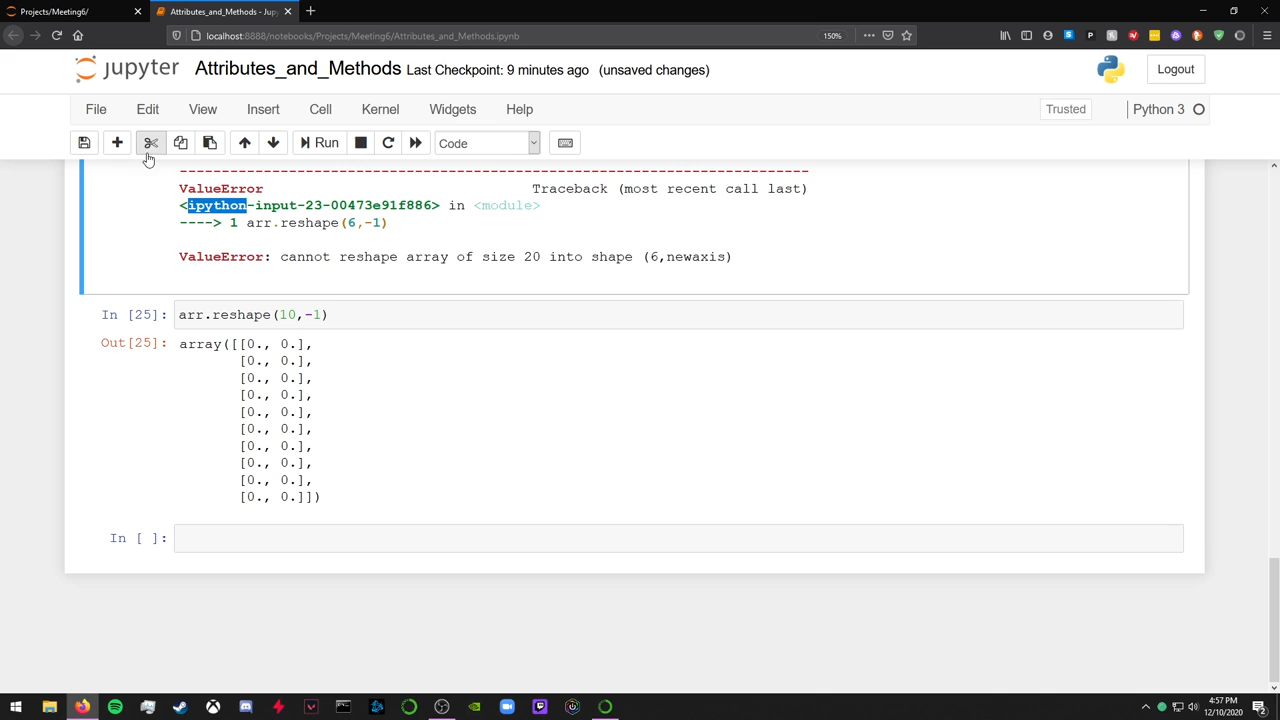 Projects/Meeting6/
Attributes_and_Methods - Jupy
localhost:8888/notebooks/Projects/Meeting6/Attributes_and_Methods.ipynb
150%
jupyter Attributes_and_Methods Last Checkpoint: 9 minutes ago (unsaved changes)
Logout
File Edit View Insert Cell Kernel Widgets Help
Trusted
Python 3
Run
Code
---------------------------------------------------------------------------
ValueError Traceback (most recent call last)
<ipython-input-23-00473e91f886> in <module>
----> 1 arr.reshape(6,-1)
ValueError: cannot reshape array of size 20 into shape (6,newaxis)
In [25]: arr.reshape(10,-1)
Out[25]: array([[0., 0.],
[0., 0.],
[0., 0.],
[0., 0.],
[0., 0.],
[0., 0.],
[0., 0.],
[0., 0.],
[0., 0.],
[0., 0.]])
In [ ]:
4:57 PM
12/10/2020